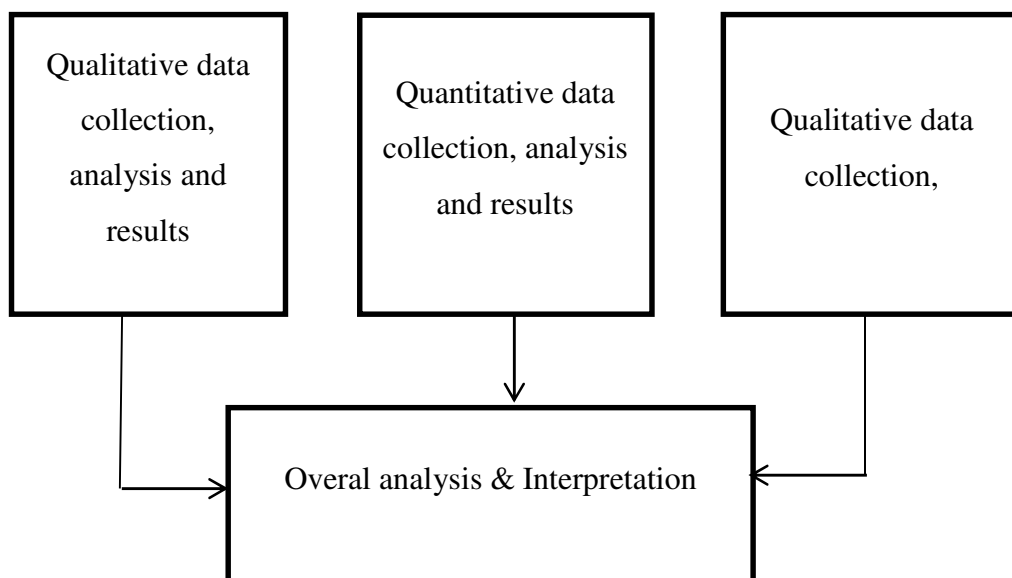 Qualitative data
collection,
analysis and
results
Quantitative data
collection, analysis
and results
Qualitative data
collection,
Overal analysis & Interpretation